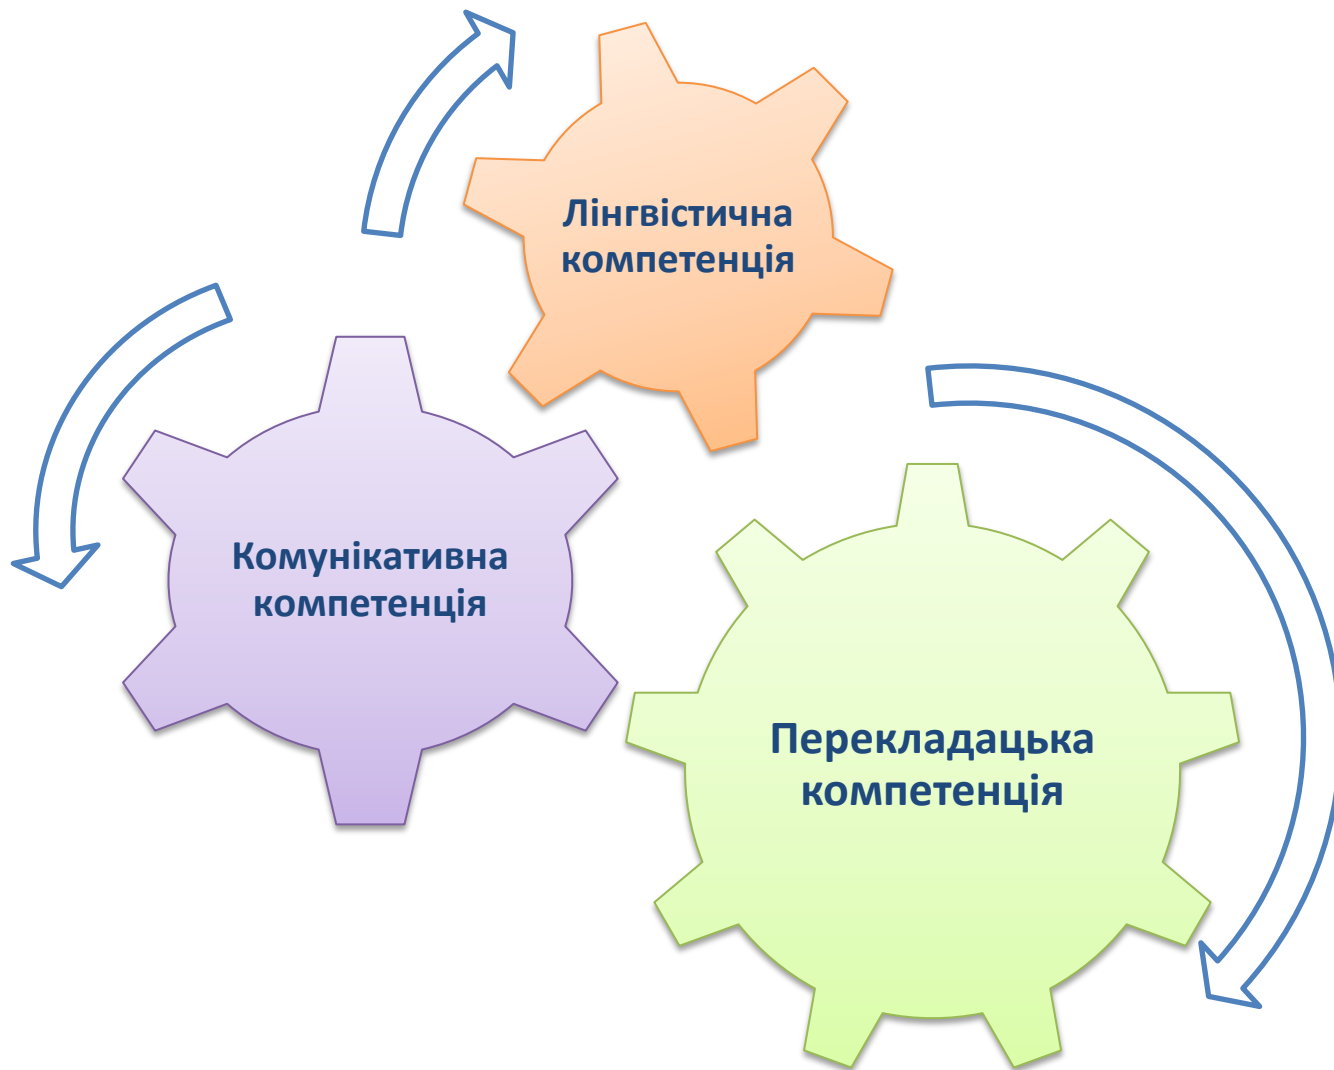 Лінгвістична
компетенція
Комунікативна
компетенція
Перекладацька
компетенція